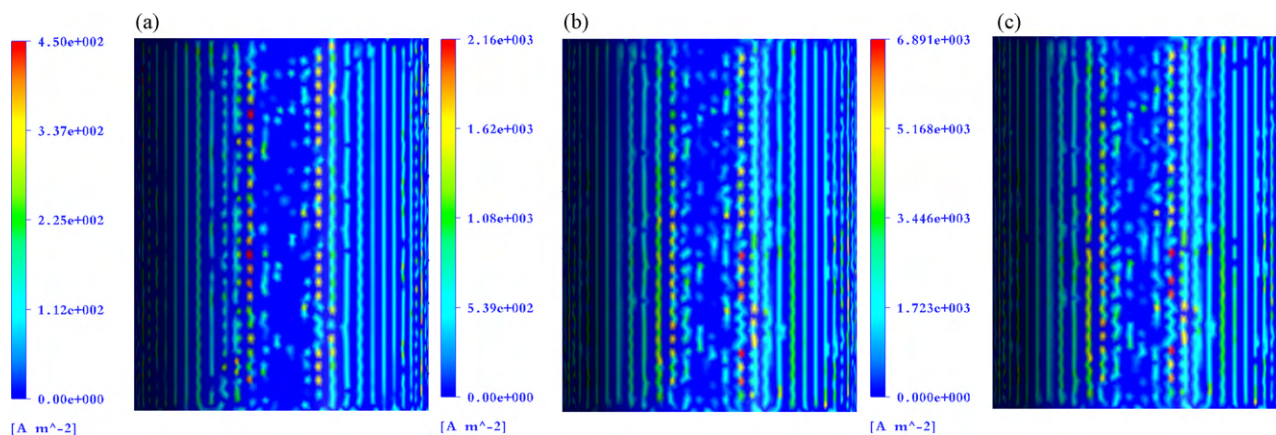 (a)
4.50e+002
3.37e+002
2.25e+002
1.12e+002
0.00e+000
[A m^-2]
(b)
2.16e+003
1.62e+003
1.08e+003
5.39e+002
0.00e+000
[A m^-2]
(c)
6.891e+003
5.168e+003
3.446e+003
1.723e+003
0.000e+000
[A m^-2]